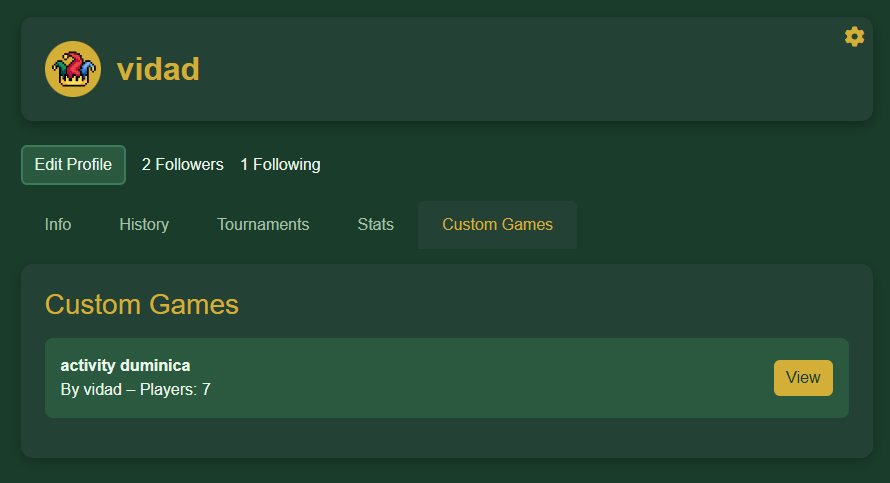 vidad
Edit Profile 2 Followers 1 Following
Info History Tournaments Stats Custom Games
Custom Games
activity duminica
By vidad – Players: 7
View